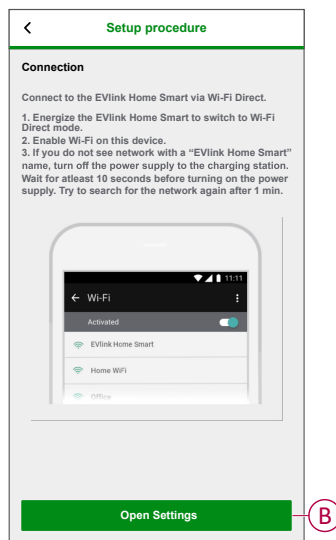 Setup procedure
Connection
Connect to the EVlink Home Smart via Wi-Fi Direct.
1. Energize the EVlink Home Smart to switch to Wi-Fi
Direct mode.
2. Enable Wi-Fi on this device.
3. If you do not see network with a “EVlink Home Smart”
name, turn off the power supply to the charging station.
Wait for atleast 10 seconds before turning on the power
supply. Try to search for the network again after 1 min.
11:11
Wi-Fi
Activated
EVlink Home Smart
Home WiFi
Office
Open Settings
B